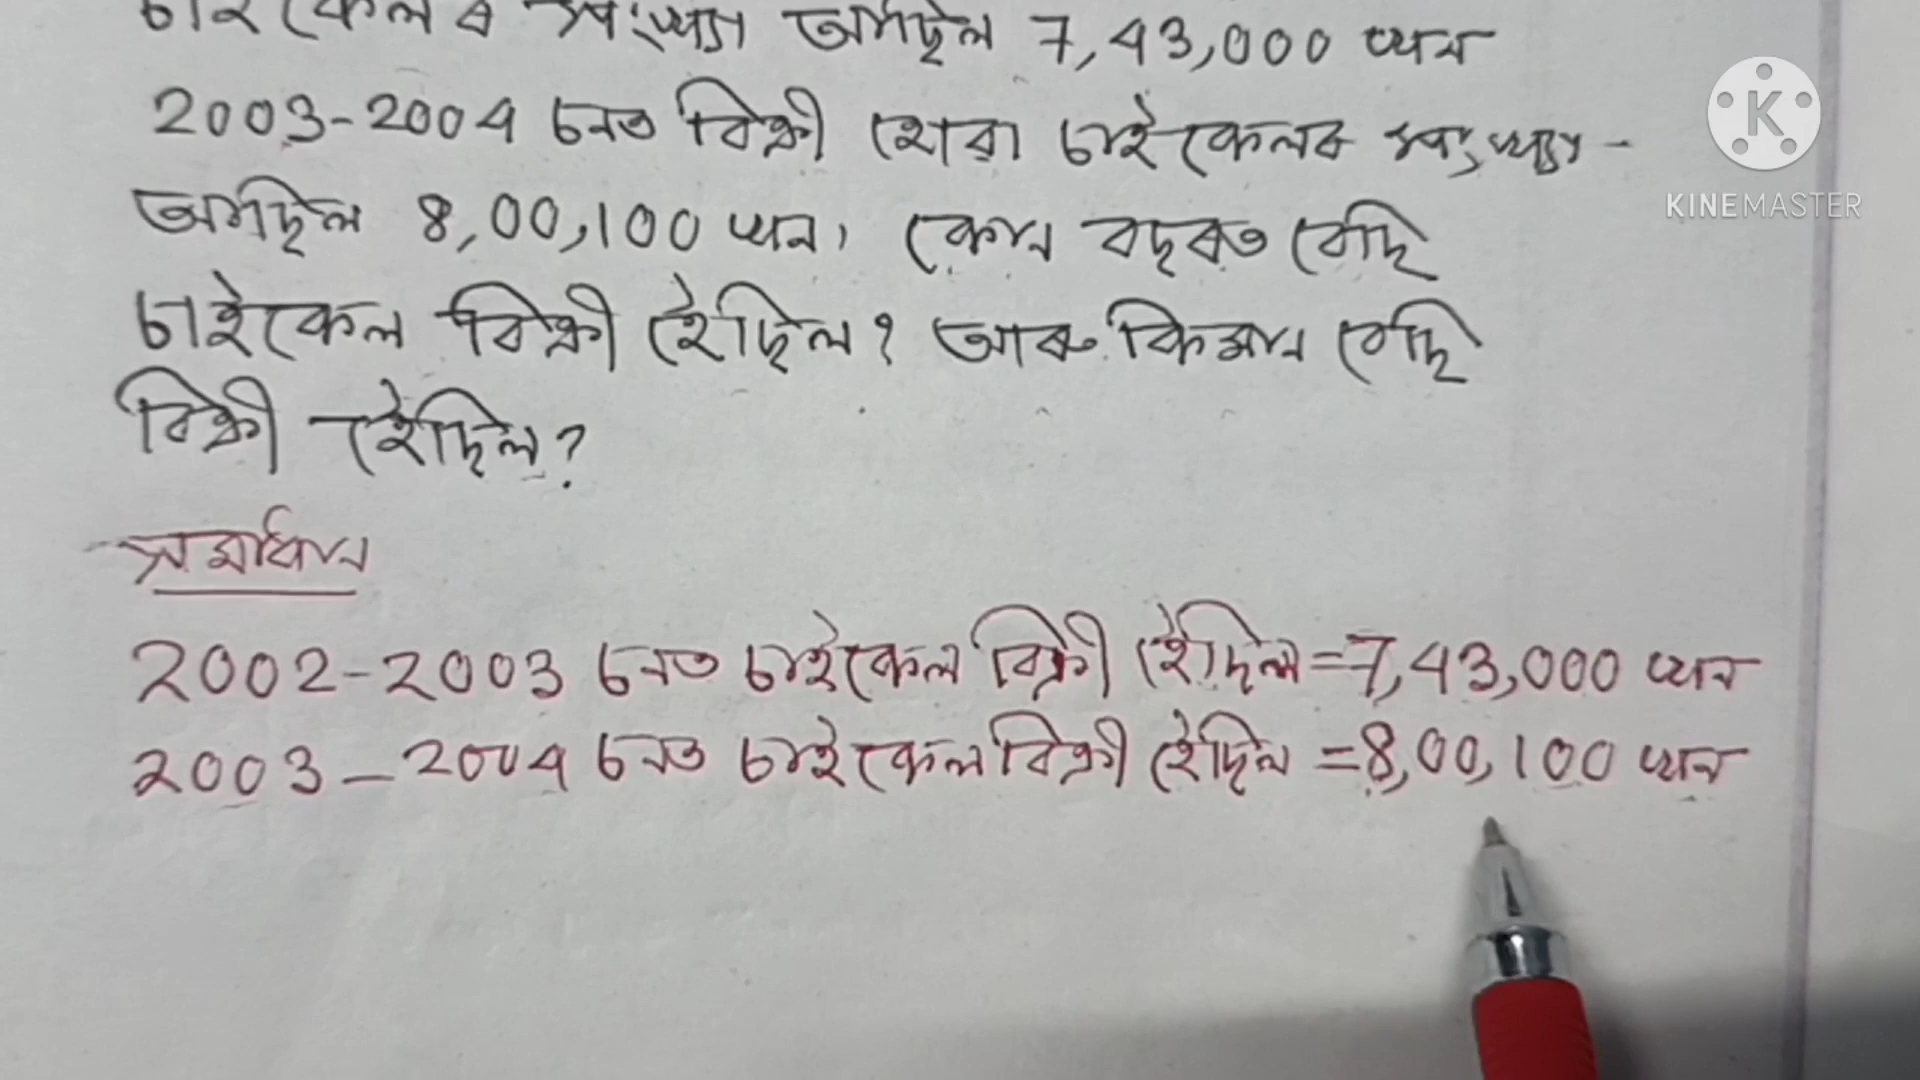 চাইকেলৰ সংখ্যা আছিল 7,43,000 খন
2003-2004 চনত বিক্ৰী হোৱা চাইকেলৰ সংখ্যা -
আছিল 8,00,100 খন। কোন বছৰত বেছি
চাইকেল বিক্ৰী হৈছিল? আৰু কিমান বেছি
বিক্ৰী হৈছিল?
সমাধান
2002-2003 চনত চাইকেল বিক্ৰী হৈছিল =7,43,000 খন
2003-2004 চনত চাইকেল বিক্ৰী হৈছিল =8,00,100 খন
K
KINEMASTER